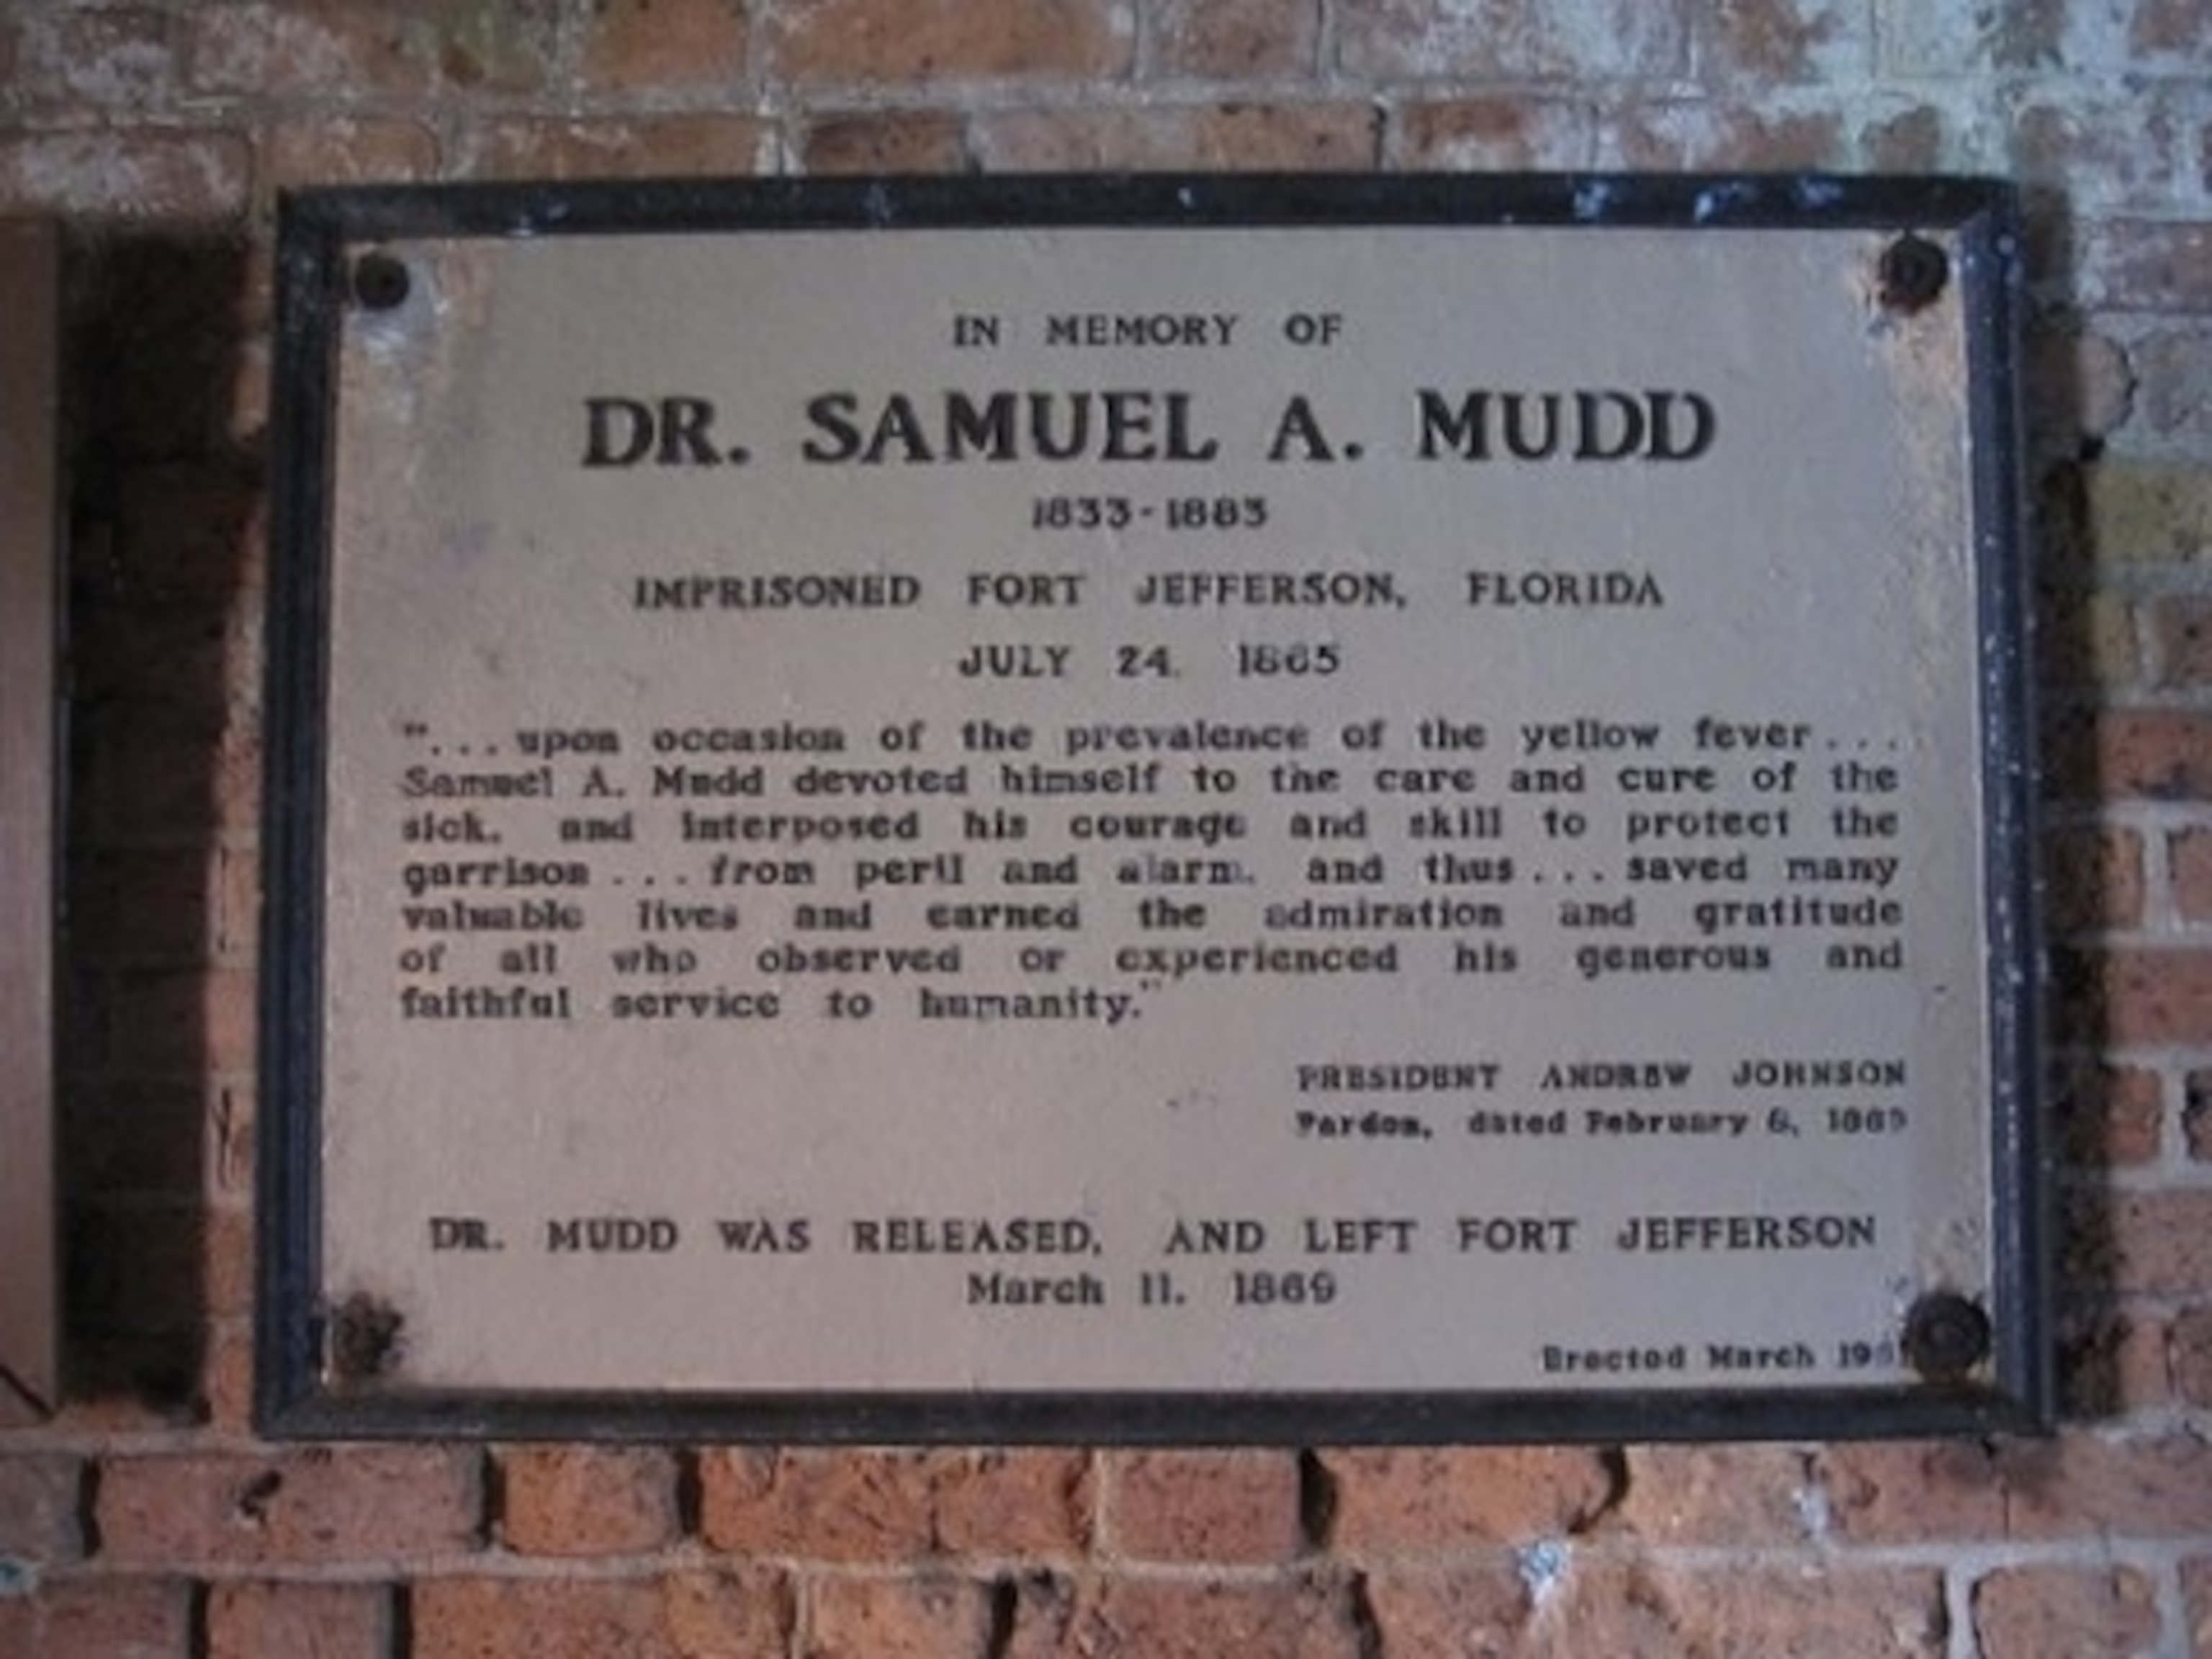 IN MEMORY OF
DR. SAMUEL A. MUDD
1833-1883
IMPRISONED FORT JEFFERSON, FLORIDA
JULY 24, 1865
"...upon occasion of the prevalence of the yellow fever...
Samuel A. Mudd devoted himself to the care and cure of the
sick, and interposed his courage and skill to protect the
garrison...from peril and alarm, and thus...saved many
valuable lives and earned the admiration and gratitude
of all who observed or experienced his generous and
faithful service to humanity."
PRESIDENT ANDREW JOHNSON
Pardon, dated February 8, 1869
DR. MUDD WAS RELEASED, AND LEFT FORT JEFFERSON
March 11, 1869
Erected March